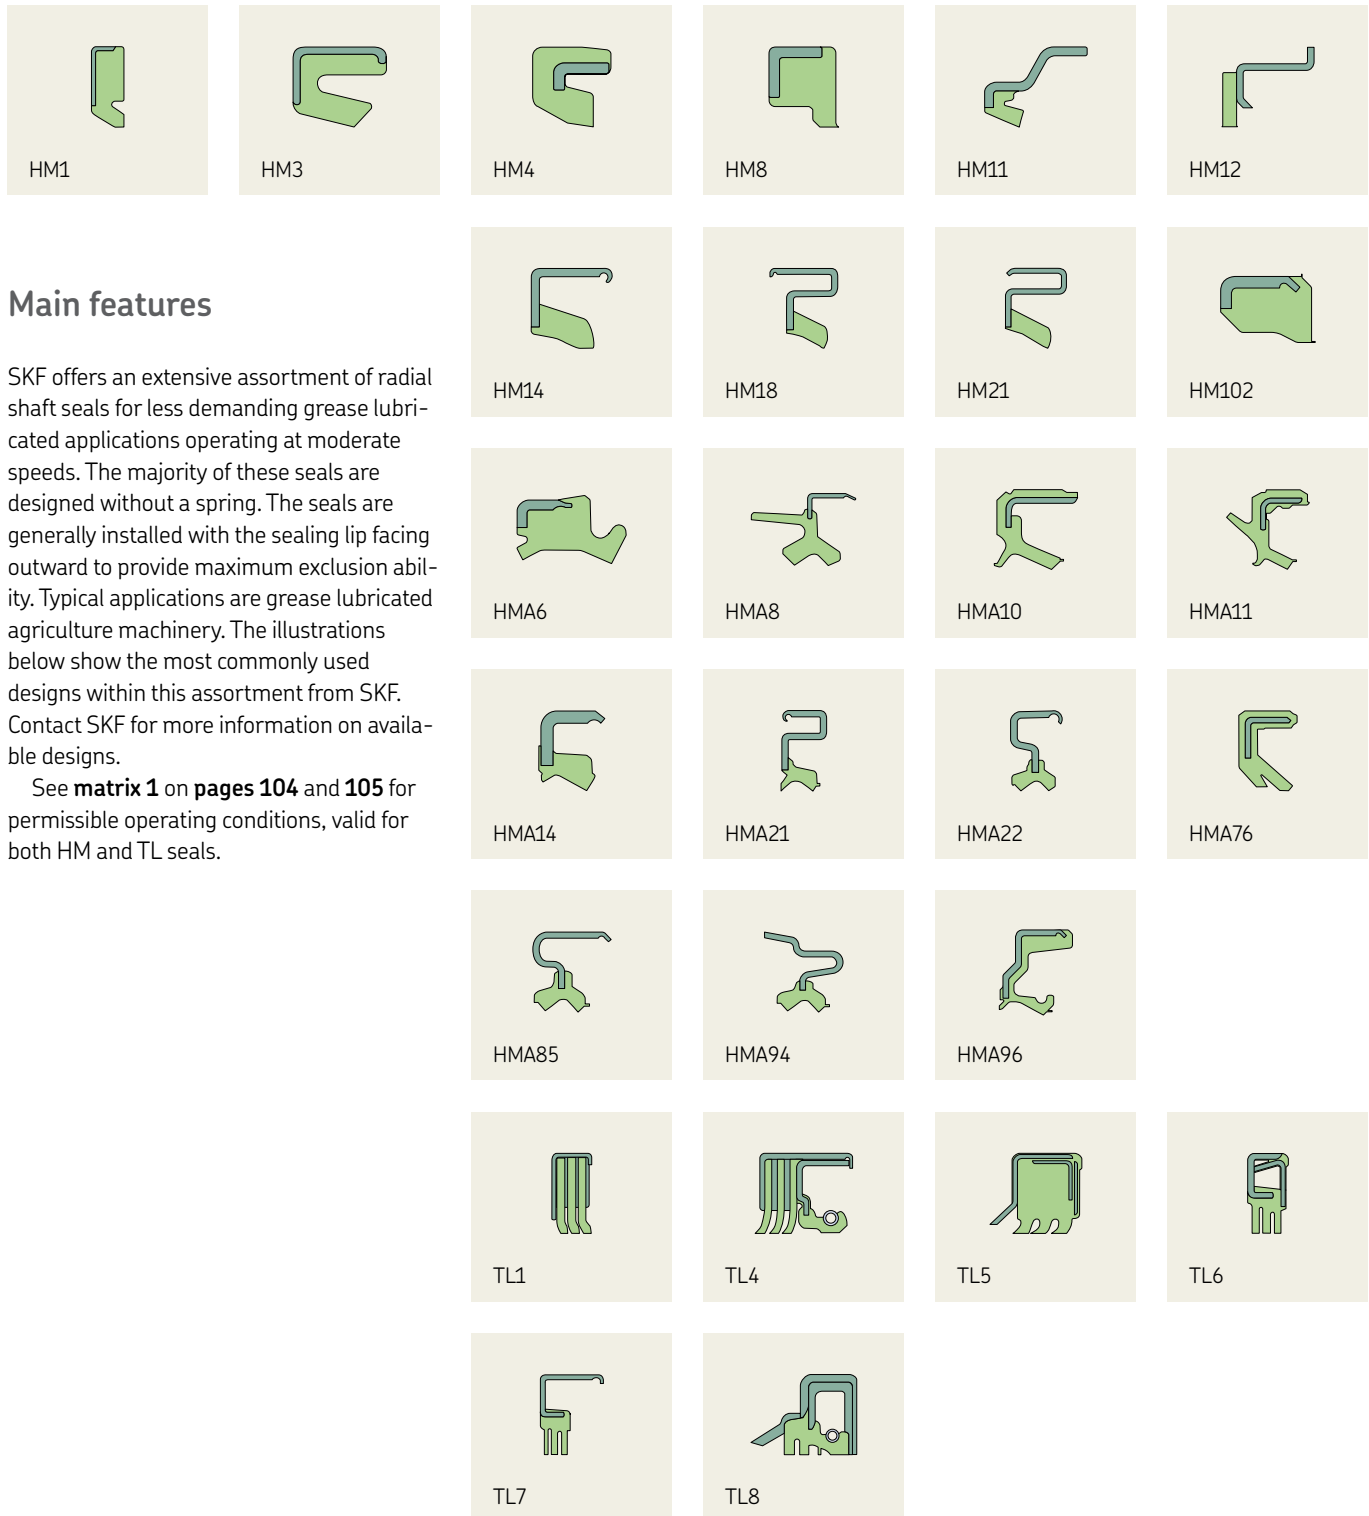 HM1
HM3
HM4
HM8
HM11
HM12
Main features
SKF offers an extensive assortment of radial
shaft seals for less demanding grease lubri-
cated applications operating at moderate
speeds. The majority of these seals are
designed without a spring. The seals are
generally installed with the sealing lip facing
outward to provide maximum exclusion abil-
ity. Typical applications are grease lubricated
agriculture machinery. The illustrations
below show the most commonly used
designs within this assortment from SKF.
Contact SKF for more information on availa-
ble designs.
See matrix 1 on pages 104 and 105 for
permissible operating conditions, valid for
both HM and TL seals.
HM14
HM18
HM21
HM102
HMA6
HMA8
HMA10
HMA11
HMA14
HMA21
HMA22
HMA76
HMA85
HMA94
HMA96
TL1
TL4
TL5
TL6
TL7
TL8